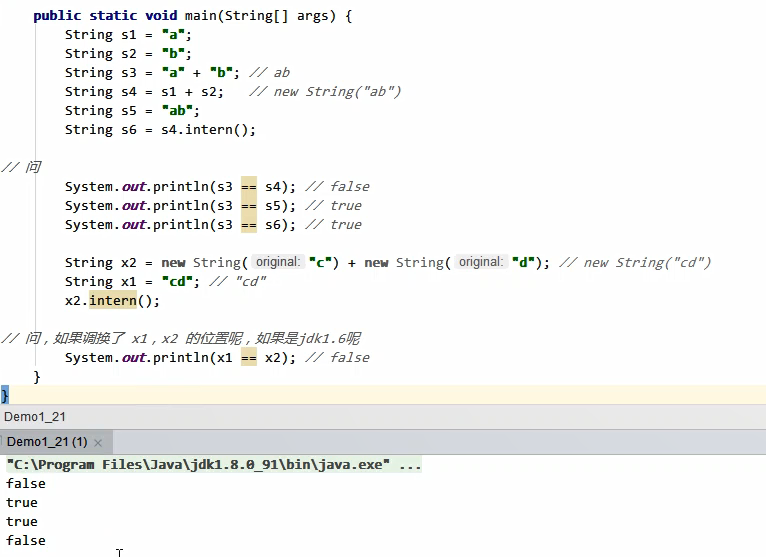 public static void main(String[] args) {
String s1 = "a";
String s2 = "b";
String s3 = "a" + "b"; // ab
String s4 = s1 + s2; // new String("ab")
String s5 = "ab";
String s6 = s4.intern();
// 问
System.out.println(s3 == s4); // false
System.out.println(s3 == s5); // true
System.out.println(s3 == s6); // true
String x2 = new String( original: "c") + new String( original: "d"); // new String("cd")
String x1 = "cd"; // "cd"
x2.intern();
// 问，如果调换了 x1，x2 的位置呢，如果是jdk1.6呢
System.out.println(x1 == x2); // false
}
}
Demo1_21
Demo1_21 (1) ×
"C:\Program Files\Java\jdk1.8.0_91\bin\java.exe" ...
false
true
true
false